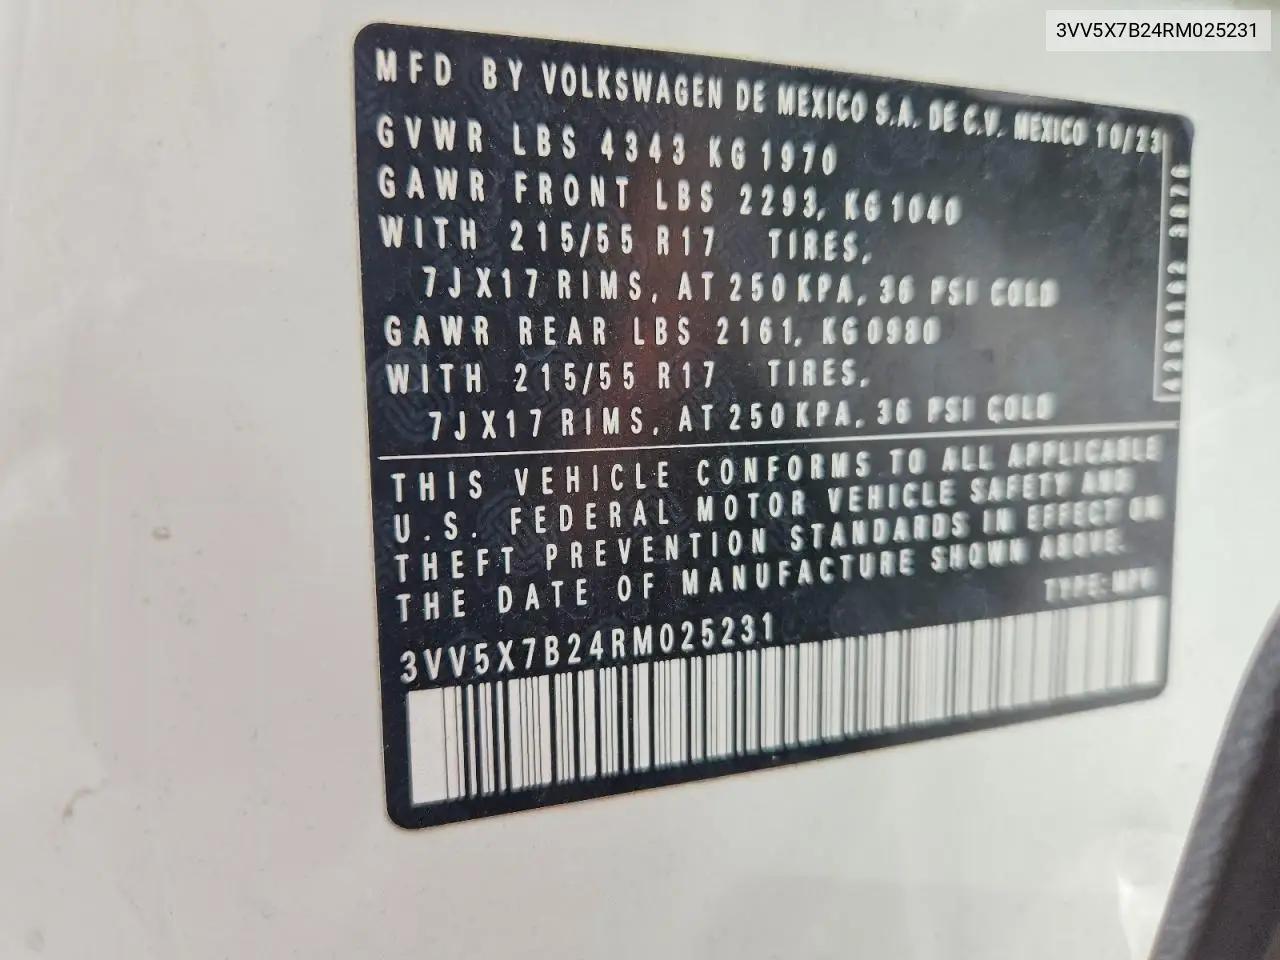 3VV5X7B24RM025231
MFD BY VOLKSWAGEN DE MEXICO S.A. DE C.V. MEXICO 10/23
GVWR LBS 4343 KG 1970
GAWR FRONT LBS 2293, KG 1040
WITH 215/55 R17 TIRES,
7JX17 RIMS, AT 250 KPA, 36 PSI COLD
GAWR REAR LBS 2161, KG 0980
WITH 215/55 R17 TIRES,
7JX17 RIMS, AT 250 KPA, 36 PSI COLD
THIS VEHICLE CONFORMS TO ALL APPLICABLE
U.S. FEDERAL MOTOR VEHICLE SAFETY AND
THEFT PREVENTION STANDARDS IN EFFECT ON
THE DATE OF MANUFACTURE SHOWN ABOVE.
TYPE: MPV
3VV5X7B24RM025231